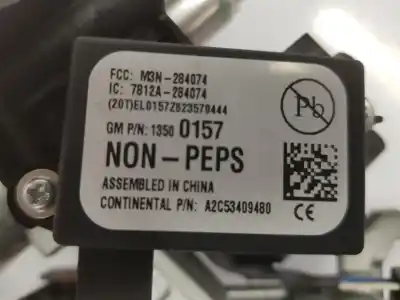 FCC: M3N-284074
IC: 7812A-284074
(20T)EL0157Z823579444
Pb
GM P/N: 1350 0157
NON-PEPS
ASSEMBLED IN CHINA
CONTINENTAL P/N: A2C53409480
CE